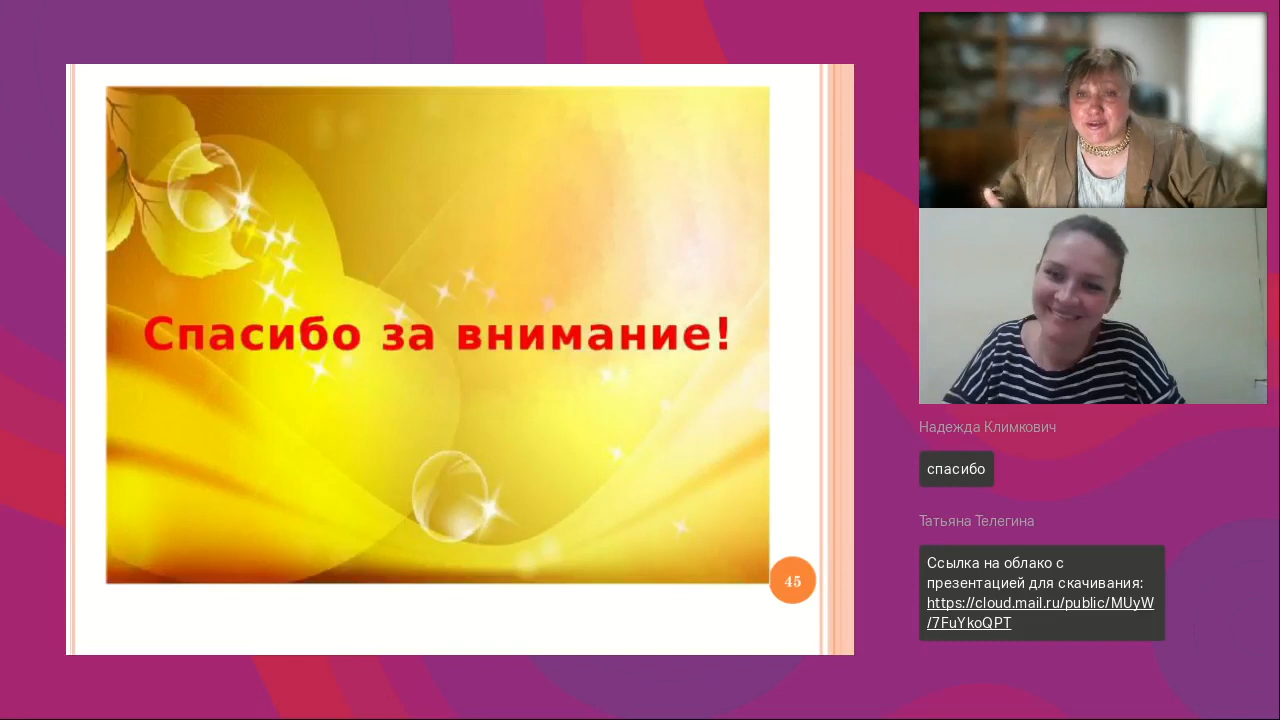 Спасибо за внимание!
45
Надежда Климкович
спасибо
Татьяна Телегина
Ссылка на облако с
презентацией для скачивания:
https://cloud.mail.ru/public/MUyW
/7FuYkoQPT